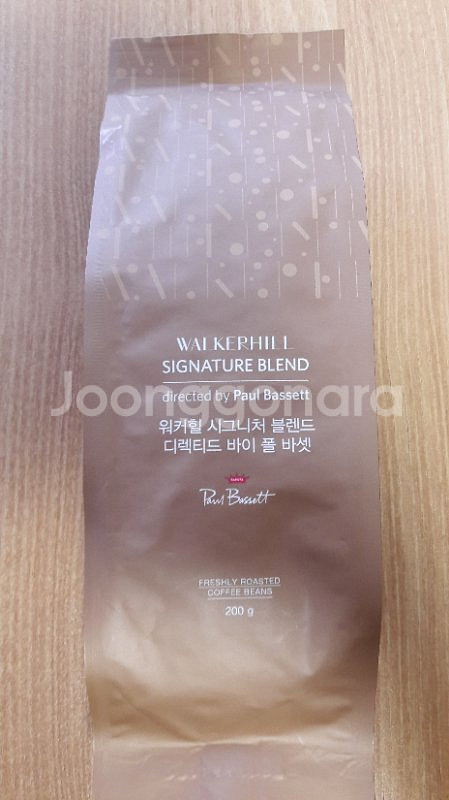 WALKERHILL
SIGNATURE BLEND
directed by Paul Bassett
Joonggonara
워커힐 시그니처 블렌드
디렉티드 바이 폴 바셋
Paul Bassett
FRESHLY ROASTED
COFFEE BEANS
200 g